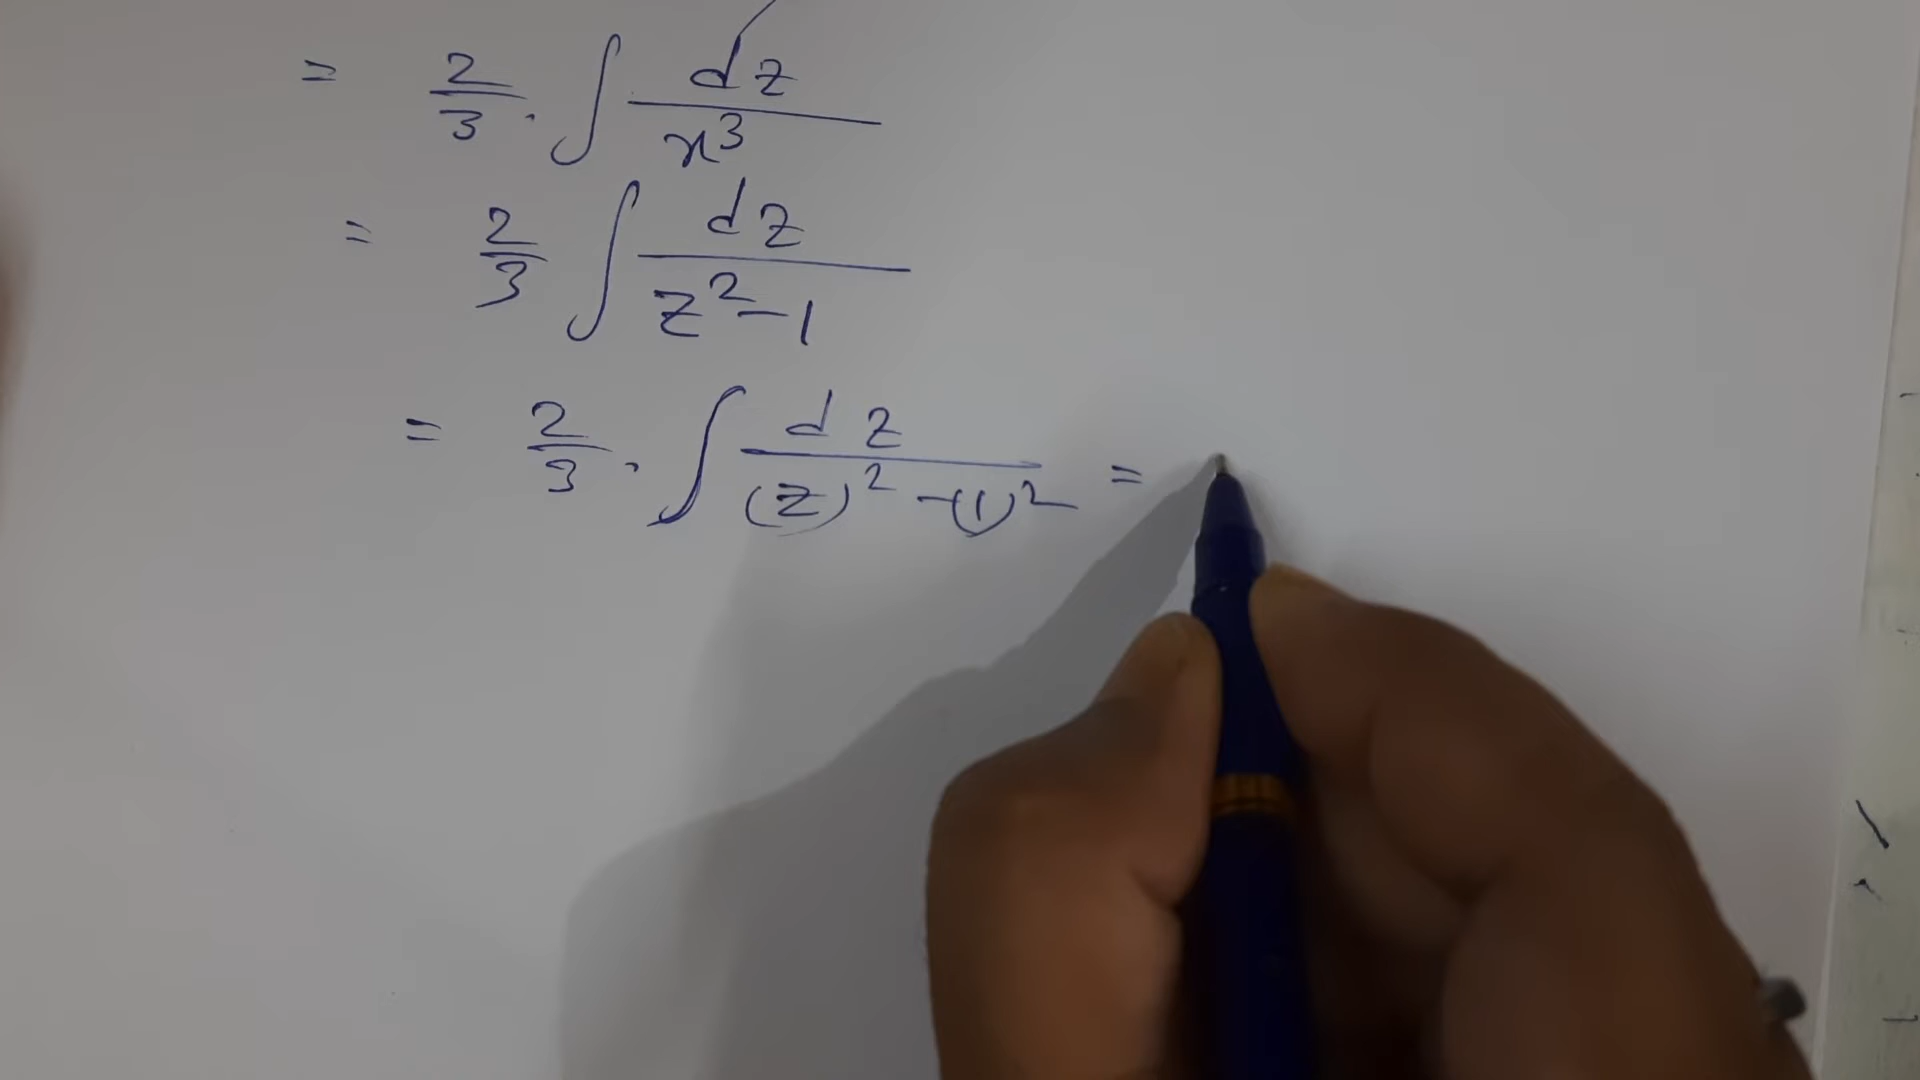 = 2/3 . ∫ dz/x³
= 2/3 ∫ dz/z²-1
= 2/3 . ∫ dz/(z)²-(1)² =